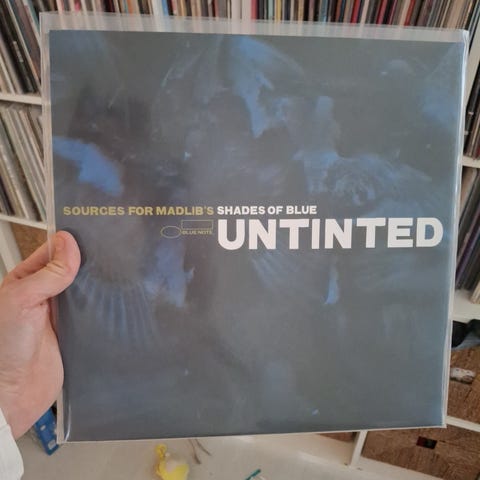 SOURCES FOR MADLIB'S SHADES OF BLUE
BLUE NOTE UNTINTED